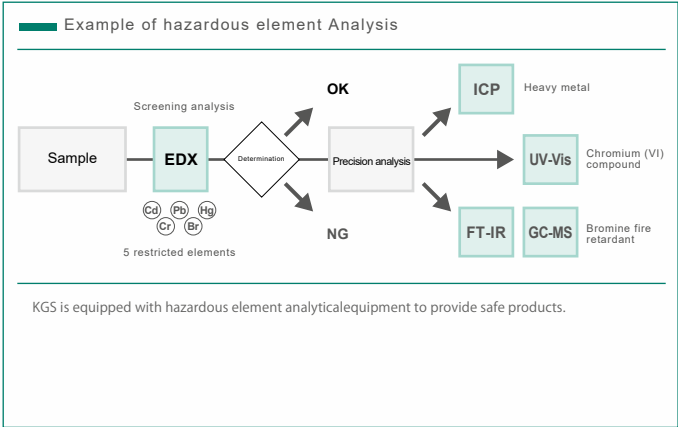 Example of hazardous element Analysis
Screening analysis
Sample
EDX
Determination
OK
NG
Precision analysis
ICP
Heavy metal
UV-Vis
Chromium (VI)
compound
FT-IR
GC-MS
Bromine fire
retardant
Cd Pb Hg
Cr Br
5 restricted elements
KGS is equipped with hazardous element analyticalequipment to provide safe products.